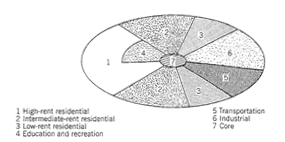 2
3
4
6
1
7
5
2
3
1 High-rent residential
2 Intermediate-rent residential
3 Low-rent residential
4 Education and recreation
5 Transportation
6 Industrial
7 Core